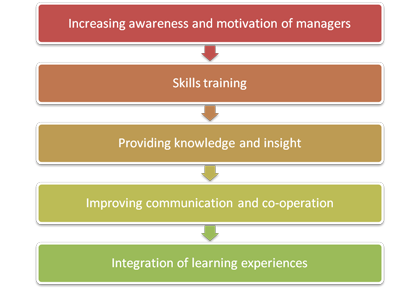 Increasing awareness and motivation of managers
Skills training
Providing knowledge and insight
Improving communication and co-operation
Integration of learning experiences